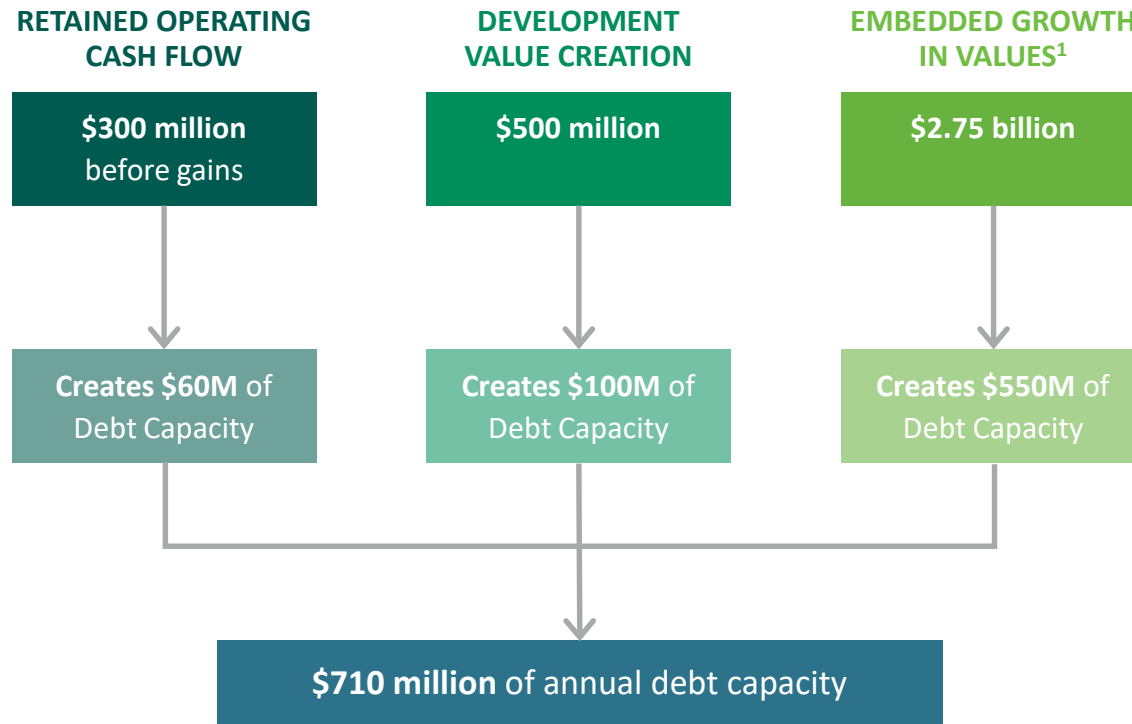 RETAINED OPERATING
CASH FLOW
DEVELOPMENT
VALUE CREATION
EMBEDDED GROWTH
IN VALUES¹
$300 million
before gains
$500 million
$2.75 billion
Creates $60M of
Debt Capacity
Creates $100M of
Debt Capacity
Creates $550M of
Debt Capacity
$710 million of annual debt capacity